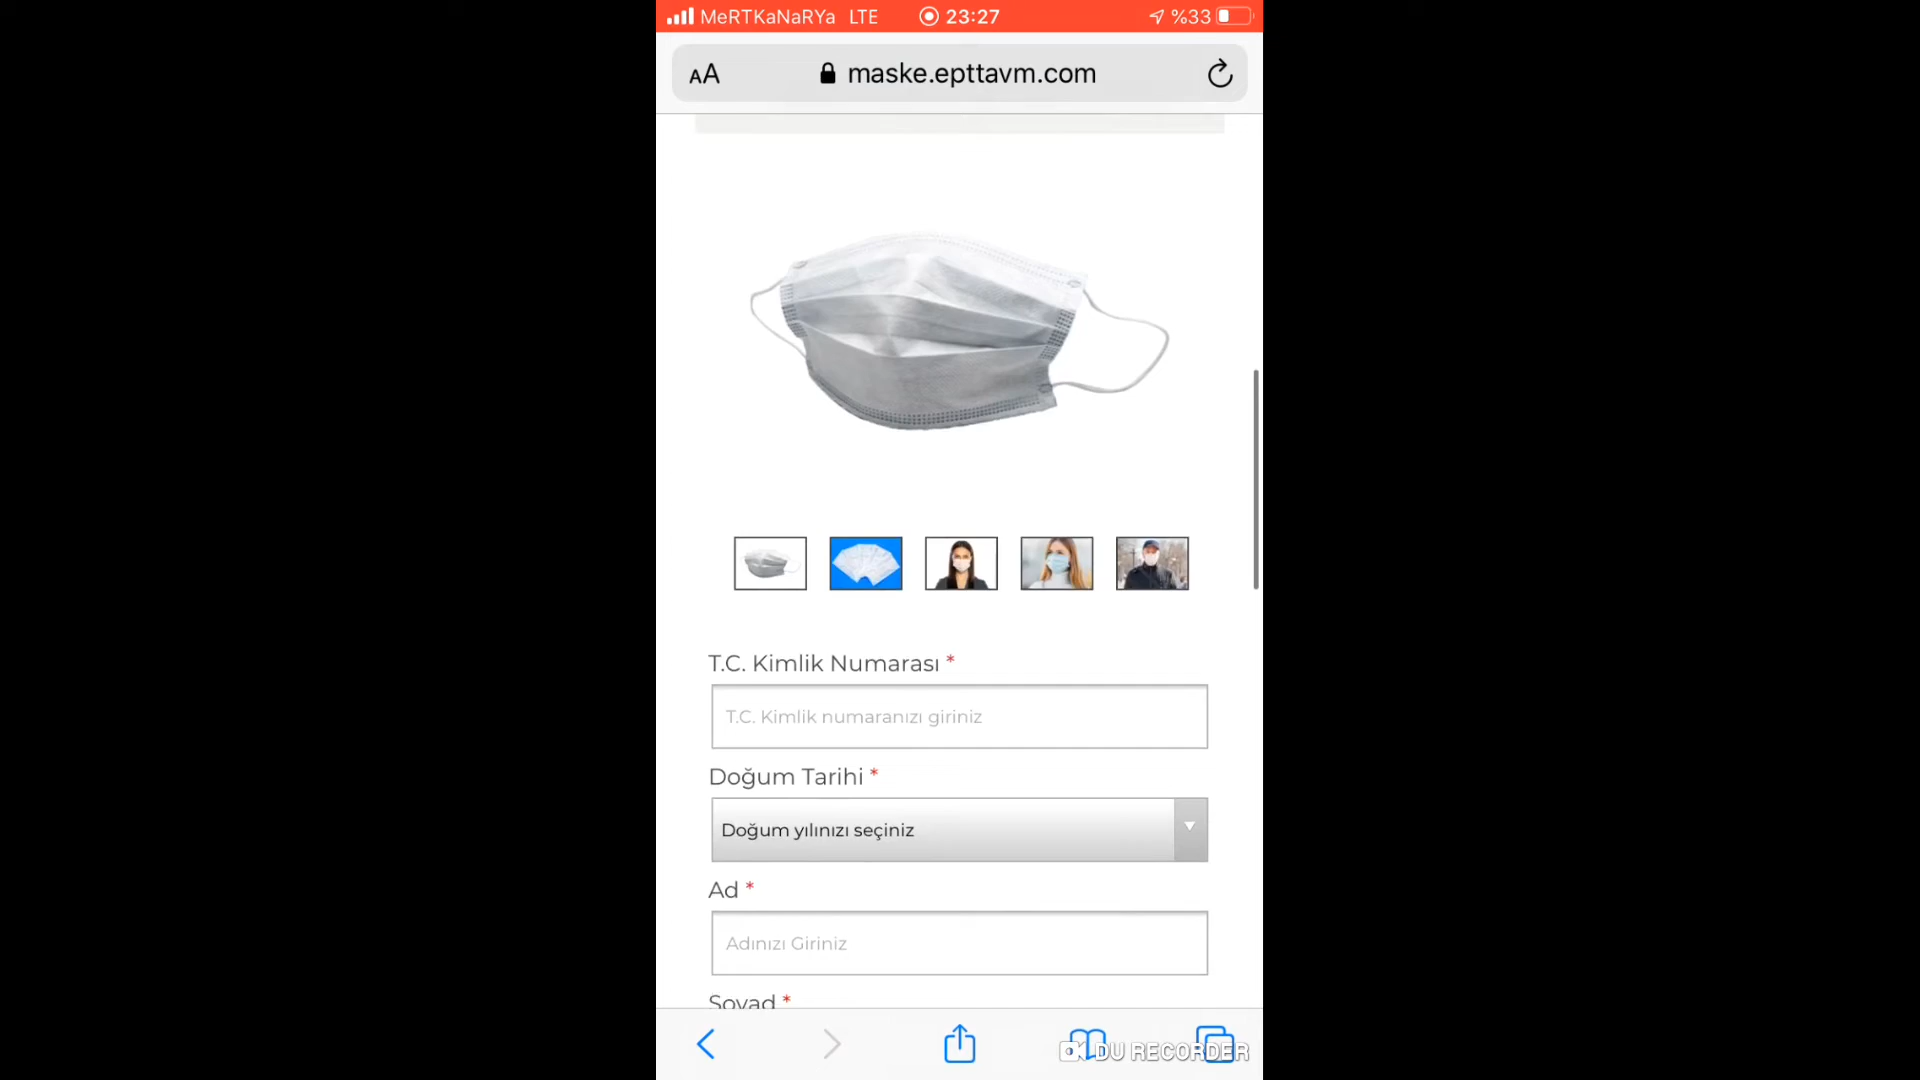 MeRTKaNaRYa LTE 23:27 %33
AA maske.epttavm.com
T.C. Kimlik Numarası *
T.C. Kimlik numaranızı giriniz
Doğum Tarihi *
Doğum yılınızı seçiniz
Ad *
Adınızı Giriniz
Soyad *
DU RECORDER